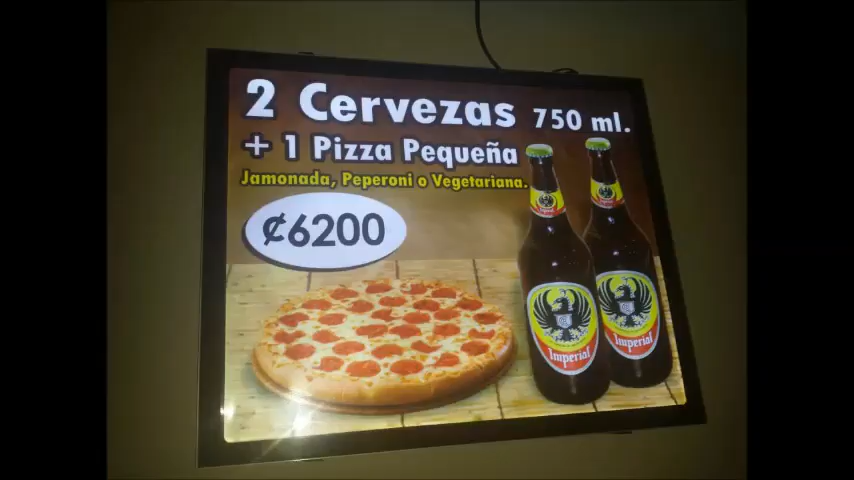 2 Cervezas 750 ml.
+ 1 Pizza Pequeña
Jamonada, Peperoni o Vegetariana.
¢6200
Imperial
Imperial